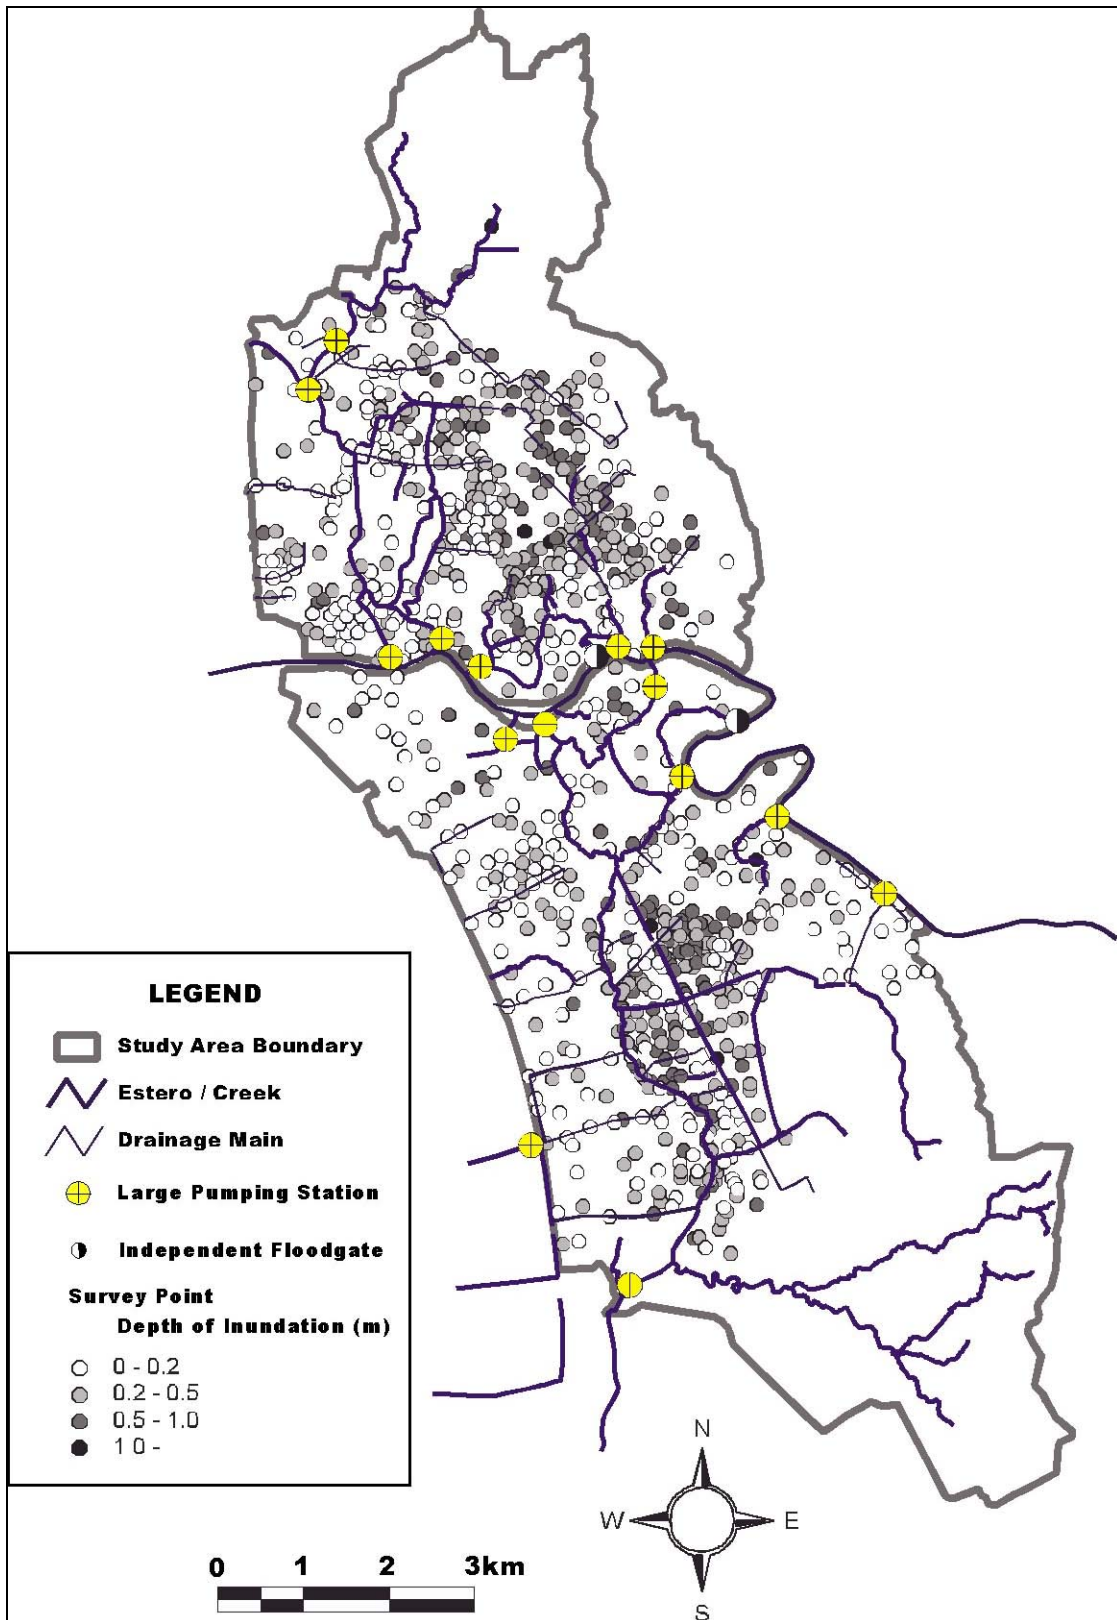 LEGEND
Study Area Boundary
Estero / Creek
Drainage Main
Large Pumping Station
Independent Floodgate
Survey Point
Depth of Inundation (m)
0 - 0.2
0.2 - 0.5
0.5 - 1.0
1 0 -
N
W E
S
0 1 2 3km